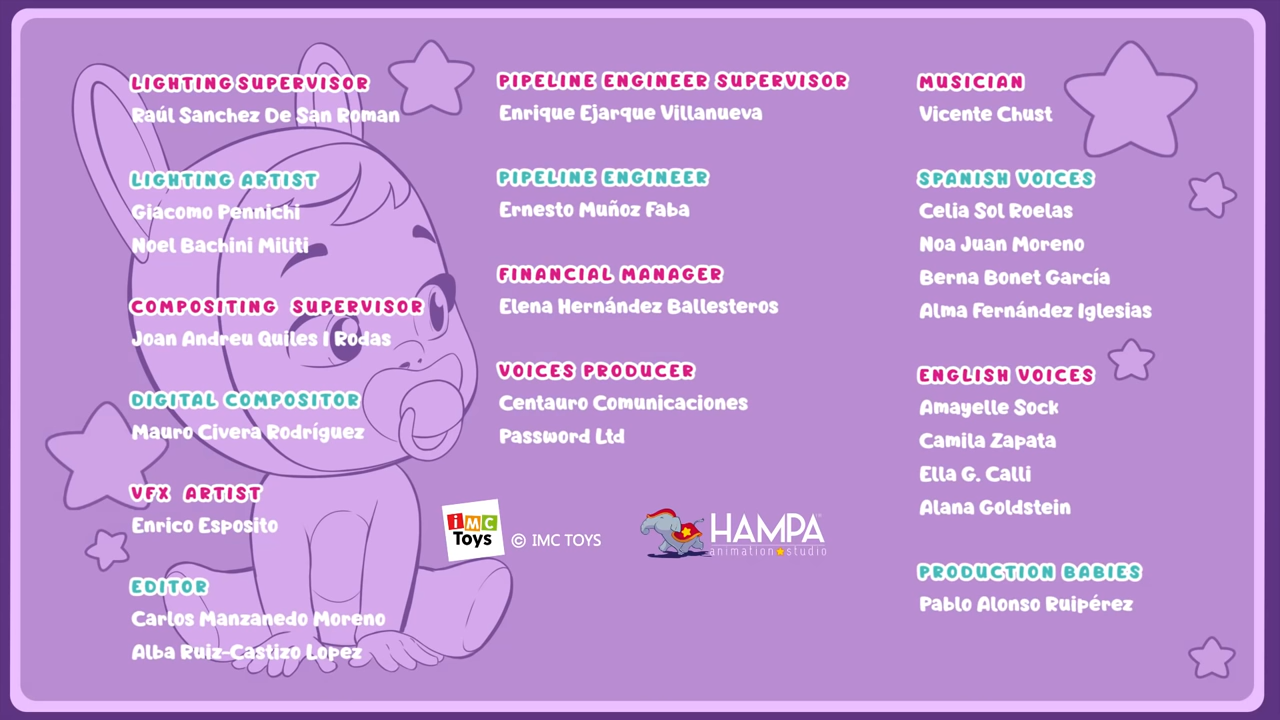 LIGHTING SUPERVISOR
Raúl Sanchez De San Roman
LIGHTING ARTIST
Giacomo Pennichi
Noel Bachini Militi
COMPOSITING SUPERVISOR
Joan Andreu Quiles I Rodas
DIGITAL COMPOSITOR
Mauro Civera Rodríguez
VFX ARTIST
Enrico Esposito
EDITOR
Carlos Manzanedo Moreno
Alba Ruiz-Castizo Lopez
PIPELINE ENGINEER SUPERVISOR
Enrique Ejarque Villanueva
PIPELINE ENGINEER
Ernesto Muñoz Faba
FINANCIAL MANAGER
Elena Hernández Ballesteros
VOICES PRODUCER
Centauro Comunicaciones
Password Ltd
iMC
Toys
© IMC TOYS
HAMPA
animation studio
MUSICIAN
Vicente Chust
SPANISH VOICES
Celia Sol Roelas
Noa Juan Moreno
Berna Bonet García
Alma Fernández Iglesias
ENGLISH VOICES
Amayelle Sock
Camila Zapata
Ella G. Calli
Alana Goldstein
PRODUCTION BABIES
Pablo Alonso Ruipérez